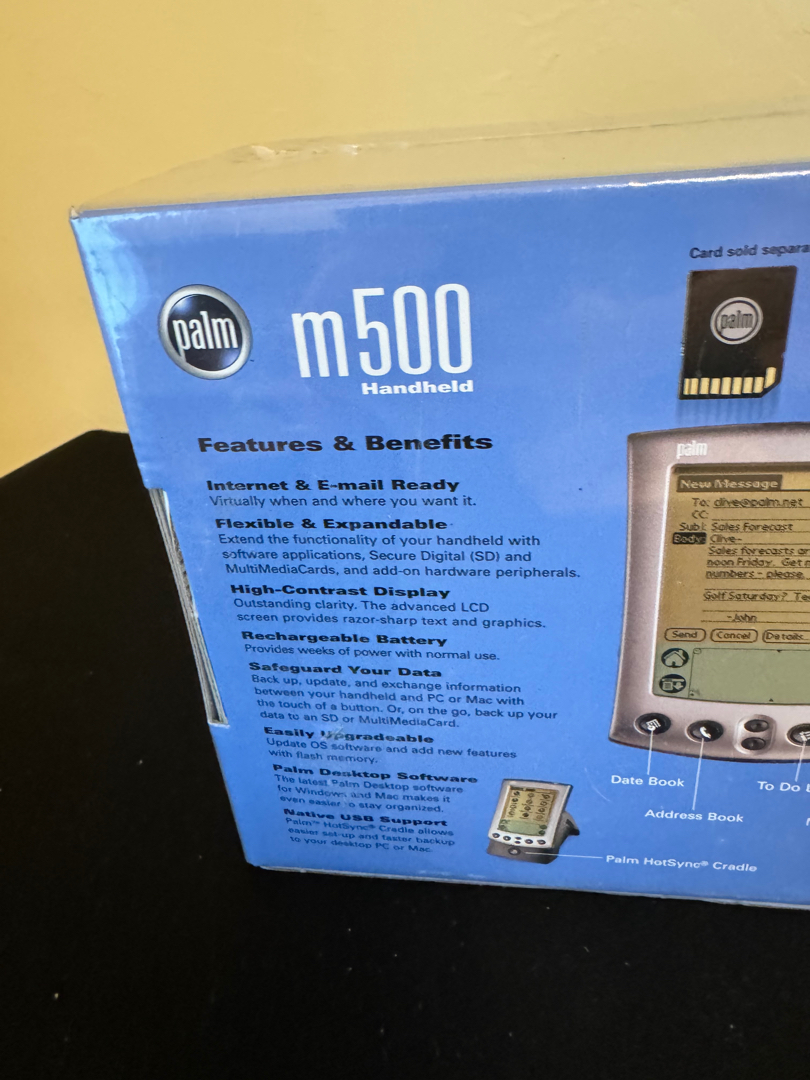 palm
m500
Handheld
Features & Benefits
Internet & E-mail Ready
Virtually when and where you want it.
Flexible & Expandable
Extend the functionality of your handheld with
software applications, Secure Digital (SD) and
MultiMediaCards, and add-on hardware peripherals.
High-Contrast Display
Outstanding clarity. The advanced LCD
screen provides razor-sharp text and graphics.
Rechargeable Battery
Provides weeks of power with normal use.
Safeguard Your Data
Back up, update, and exchange information
between your handheld and PC or Mac with
the touch of a button. Or, on the go, back up your
data to an SD or MultiMediaCard.
Easily Upgradeable
Update OS software and add new features
with flash memory.
Palm Desktop Software
The latest Palm Desktop software
for Windows and Mac makes it
even easier to stay organized.
Native USB Support
Palm™ HotSync® Cradle allows
easier set-up and faster backup
to your desktop PC or Mac.
Card sold
palm
palm
New Message
To: clive@palm.net
CC:
Subj: Sales Forecast
Body: Clive-
Sales forecasts
noon Friday. Get
numbers - please.
Golf Saturday?
-John
Send Cancel Details...
Date Book
Address Book
To Do
Palm HotSync® Cradle